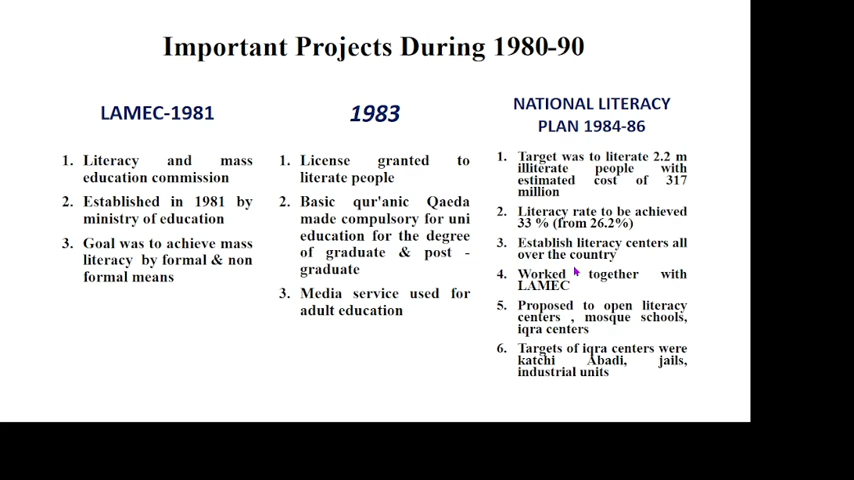 Important Projects During 1980-90
LAMEC-1981
1. Literacy and mass
education commission
2. Established in 1981 by
ministry of education
3. Goal was to achieve mass
literacy by formal & non
formal means
1983
1. License granted to
literate people
2. Basic qur'anic Qaeda
made compulsory for uni
education for the degree
of graduate & post -
graduate
3. Media service used for
adult education
NATIONAL LITERACY
PLAN 1984-86
1. Target was to literate 2.2 m
illiterate people with
estimated cost of 317
million
2. Literacy rate to be achieved
33 % (from 26.2%)
3. Establish literacy centers all
over the country
4. Worked together with
LAMEC
5. Proposed to open literacy
centers , mosque schools,
iqra centers
6. Targets of iqra centers were
katchi Abadi, jails,
industrial units